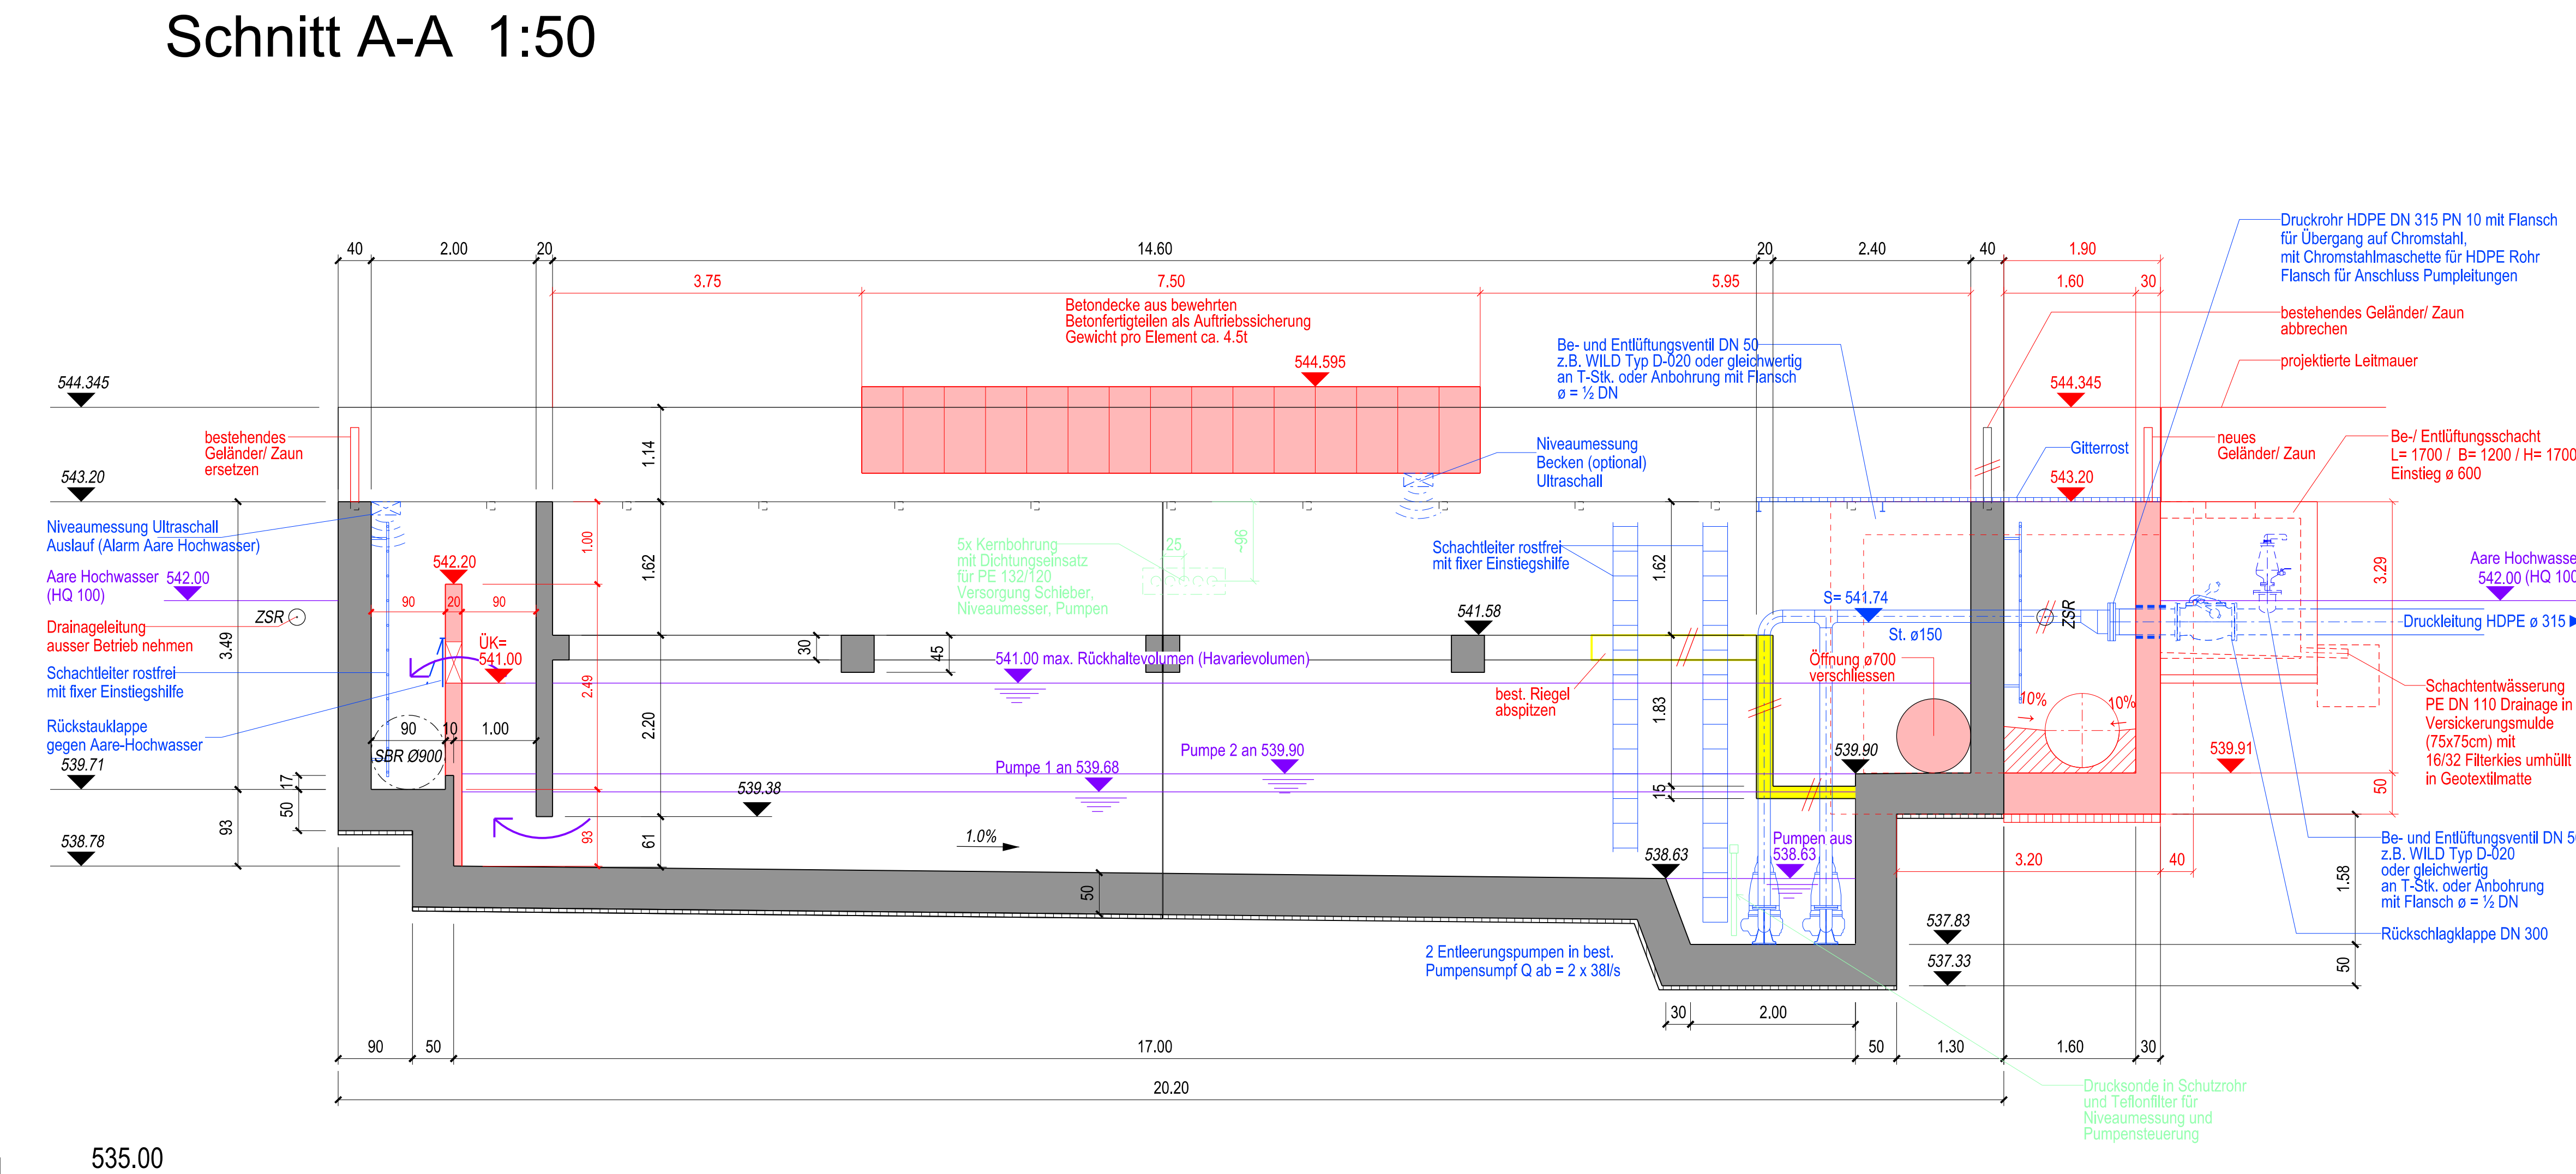 Schnitt A-A 1:50
40
2.00
20
14.60
20
2.40
40
1.90
3.75
7.50
5.95
1.60
30
Betondecke aus bewehrten
Betonfertigteilen als Auftriebssicherung
Gewicht pro Element ca. 4.5t
544.595
Be- und Entlüftungsventil DN 50
z.B. WILD Typ D-020 oder gleichwertig
an T-Stk. oder Anbohrung mit Flansch
ø = ½ DN
Druckrohr HDPE DN 315 PN 10 mit Flansch
für Übergang auf Chromstahl,
mit Chromstahlmaschette für HDPE Rohr
Flansch für Anschluss Pumpleitungen
bestehendes Geländer/ Zaun
abbrechen
projektierte Leitmauer
544.345
544.345
bestehendes
Geländer/ Zaun
ersetzen
1.14
Niveaumessung
Becken (optional)
Ultraschall
Gitterrost
neues
Geländer/ Zaun
Be-/ Entlüftungsschacht
L= 1700 / B= 1200 / H= 1700
Einstieg ø 600
543.20
543.20
Niveaumessung Ultraschall
Auslauf (Alarm Aare Hochwasser)
Aare Hochwasser
(HQ 100)
542.00
ZSR
Drainageleitung
ausser Betrieb nehmen
Schachtleiter rostfrei
mit fixer Einstiegshilfe
Rückstauklappe
gegen Aare-Hochwasser
3.49
542.20
90
20
90
ÜK=
541.00
1.00
2.49
93
1.62
2.20
61
90
10
1.00
SBR Ø900
539.71
17
50
93
538.78
5x Kernbohrung
mit Dichtungseinsatz
für PE 132/120
Versorgung Schieber,
Niveaumesser, Pumpen
25
~96
30
45
541.00 max. Rückhaltevolumen (Havarievolumen)
541.58
Schachtleiter rostfrei
mit fixer Einstiegshilfe
best. Riegel
abspitzen
1.62
1.83
15
S= 541.74
St. ø150
Öffnung ø700
verschliessen
539.90
ZSR
10%
10%
539.91
3.29
50
Aare Hochwasse
542.00 (HQ 100
Druckleitung HDPE ø 315
Schachtentwässerung
PE DN 110 Drainage in
Versickerungsmulde
(75x75cm) mit
16/32 Filterkies umhüllt
in Geotextilmatte
Pumpe 1 an 539.68
Pumpe 2 an 539.90
539.38
1.0%
50
538.63
Pumpen aus
538.63
3.20
40
1.58
Be- und Entlüftungsventil DN 5
z.B. WILD Typ D-020
oder gleichwertig
an T-Stk. oder Anbohrung
mit Flansch ø = ½ DN
Rückschlagklappe DN 300
2 Entleerungspumpen in best.
Pumpensumpf Q ab = 2 x 38l/s
537.83
537.33
50
30
2.00
90
50
17.00
50
1.30
1.60
30
20.20
Drucksonde in Schutzrohr
und Teflonfilter für
Niveaumessung und
Pumpensteuerung
535.00